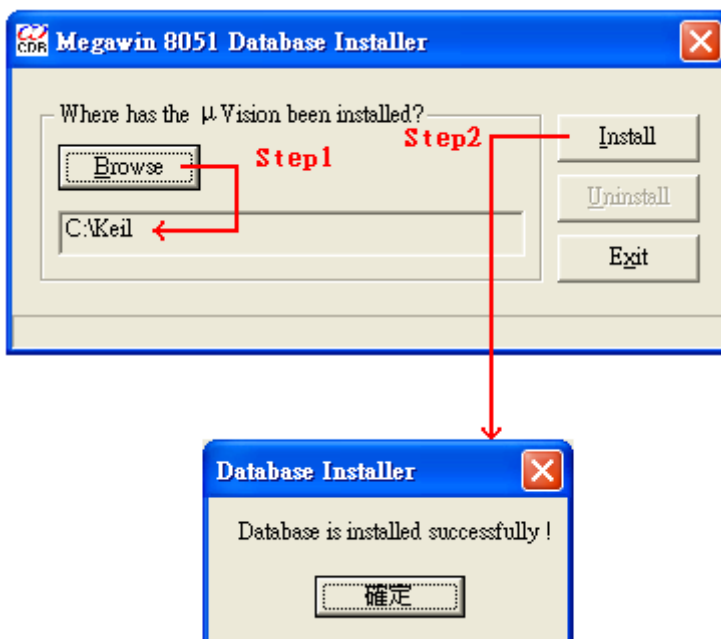 CDB Megawin 8051 Database Installer
Where has the μVision been installed?
Step1
Step2
Browse
Install
C:\Keil
Uninstall
Exit
Database Installer
Database is installed successfully !
確定